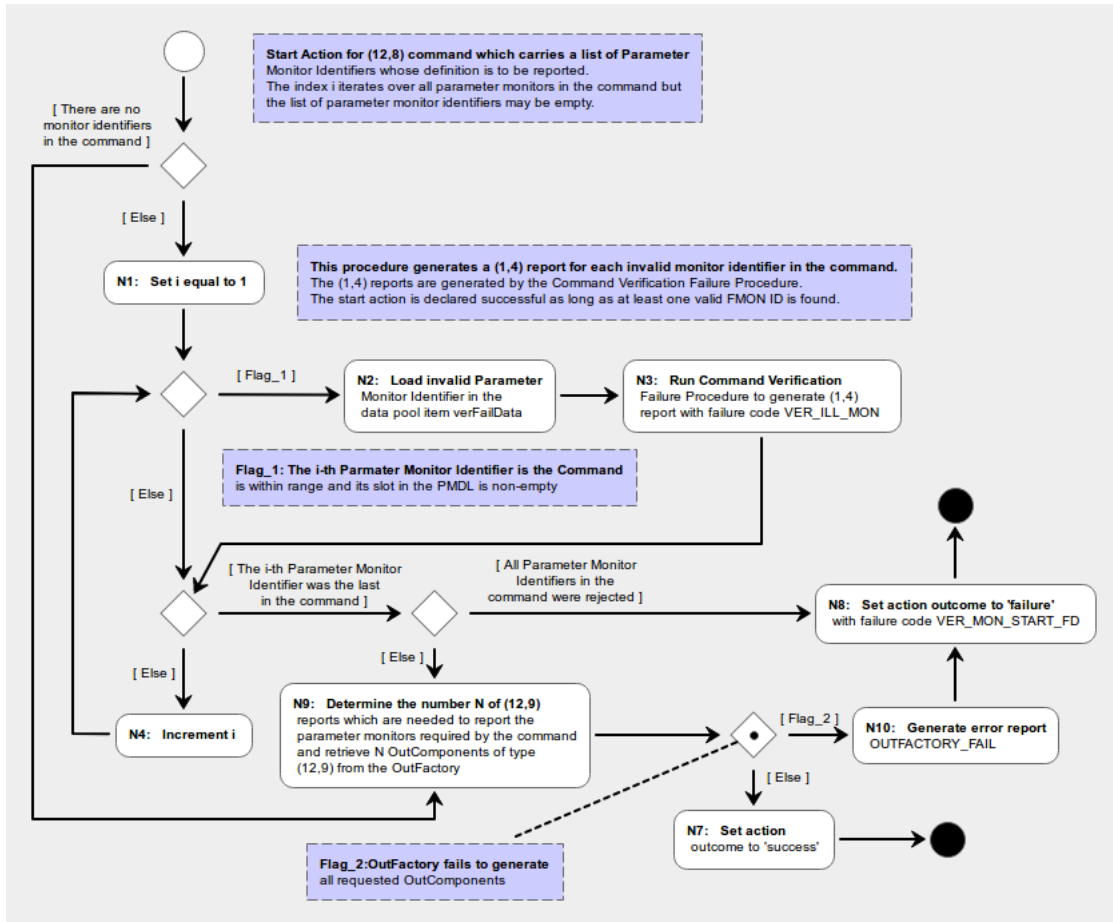 Start Action for (12,8) command which carries a list of Parameter
Monitor Identifiers whose definition is to be reported.
The index i iterates over all parameter monitors in the command but
the list of parameter monitor identifiers may be empty.
[ There are no
monitor identifiers
in the command ]
[ Else ]
N1: Set i equal to 1
This procedure generates a (1,4) report for each invalid monitor identifier in the command.
The (1,4) reports are generated by the Command Verification Failure Procedure.
The start action is declared successful as long as at least one valid FMON ID is found.
[ Flag_1 ]
N2: Load invalid Parameter
Monitor Identifier in the
data pool item verFailData
N3: Run Command Verification
Failure Procedure to generate (1,4)
report with failure code VER_ILL_MON
Flag_1: The i-th Parmater Monitor Identifier is the Command
is within range and its slot in the PMDL is non-empty
[ Else ]
[ The i-th Parameter Monitor
Identifier was the last
in the command ]
[ All Parameter Monitor
Identifiers in the
command were rejected ]
N8: Set action outcome to 'failure'
with failure code VER_MON_START_FD
[ Else ]
[ Else ]
N4: Increment i
N9: Determine the number N of (12,9)
reports which are needed to report the
parameter monitors required by the command
and retrieve N OutComponents of type
(12,9) from the OutFactory
[ Flag_2 ]
N10: Generate error report
OUTFACTORY_FAIL
[ Else ]
N7: Set action
outcome to 'success'
Flag_2:OutFactory fails to generate
all requested OutComponents